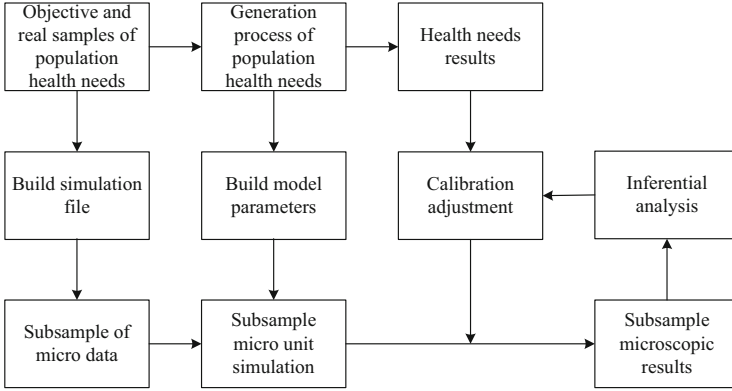 Objective and
real samples of
population
health needs
Generation
process of
population
health needs
Health needs
results
Build simulation
file
Build model
parameters
Calibration
adjustment
Inferential
analysis
Subsample of
micro data
Subsample
micro unit
simulation
Subsample
microscopic
results